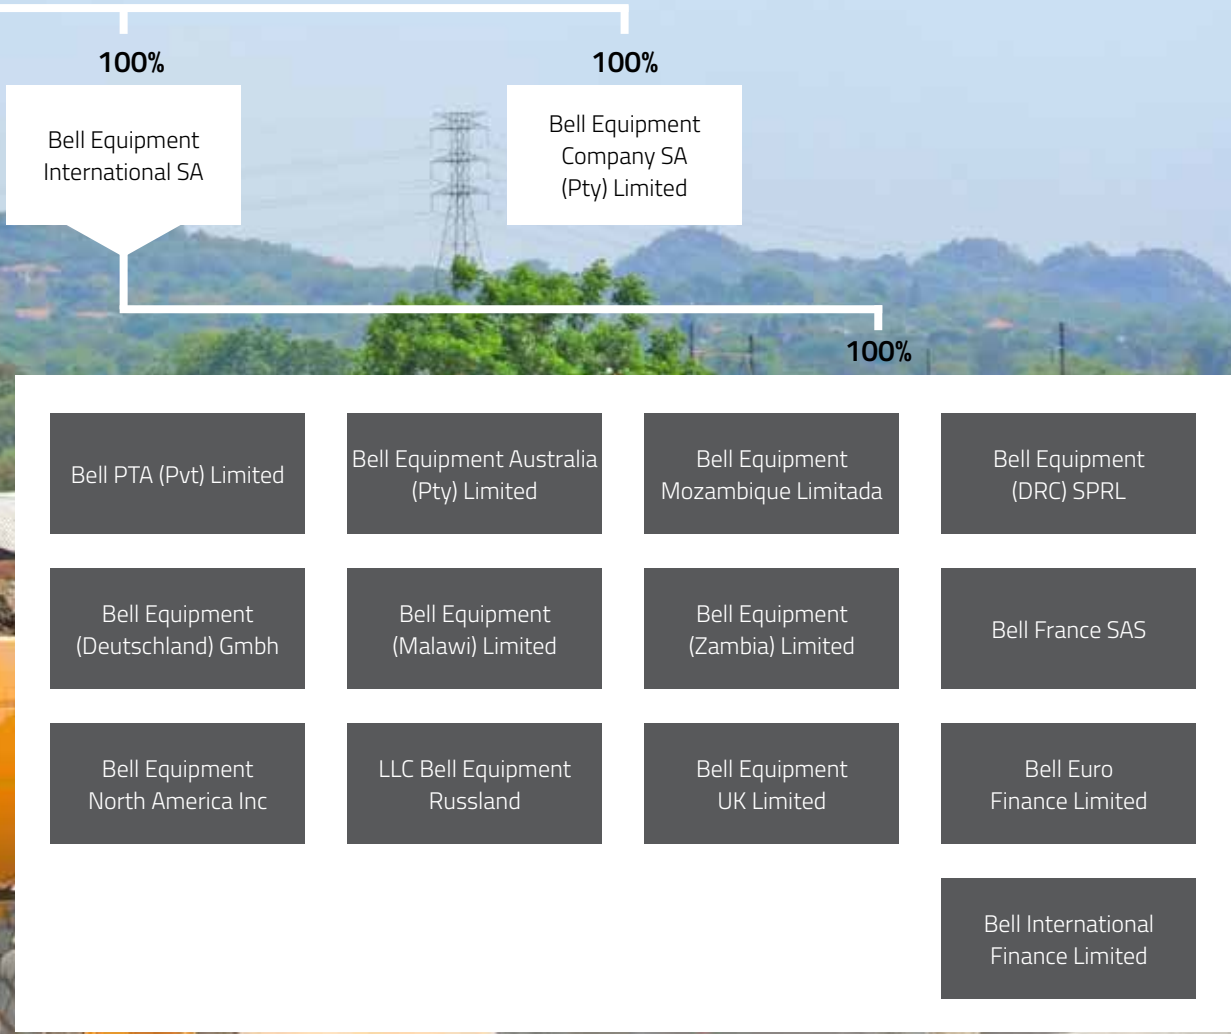 100%
100%
Bell Equipment
International SA
Bell Equipment
Company SA
(Pty) Limited
100%
Bell PTA (Pvt) Limited
Bell Equipment Australia
(Pty) Limited
Bell Equipment
Mozambique Limitada
Bell Equipment
(DRC) SPRL
Bell Equipment
(Deutschland) Gmbh
Bell Equipment
(Malawi) Limited
Bell Equipment
(Zambia) Limited
Bell France SAS
Bell Equipment
North America Inc
LLC Bell Equipment
Russland
Bell Equipment
UK Limited
Bell Euro
Finance Limited
Bell International
Finance Limited